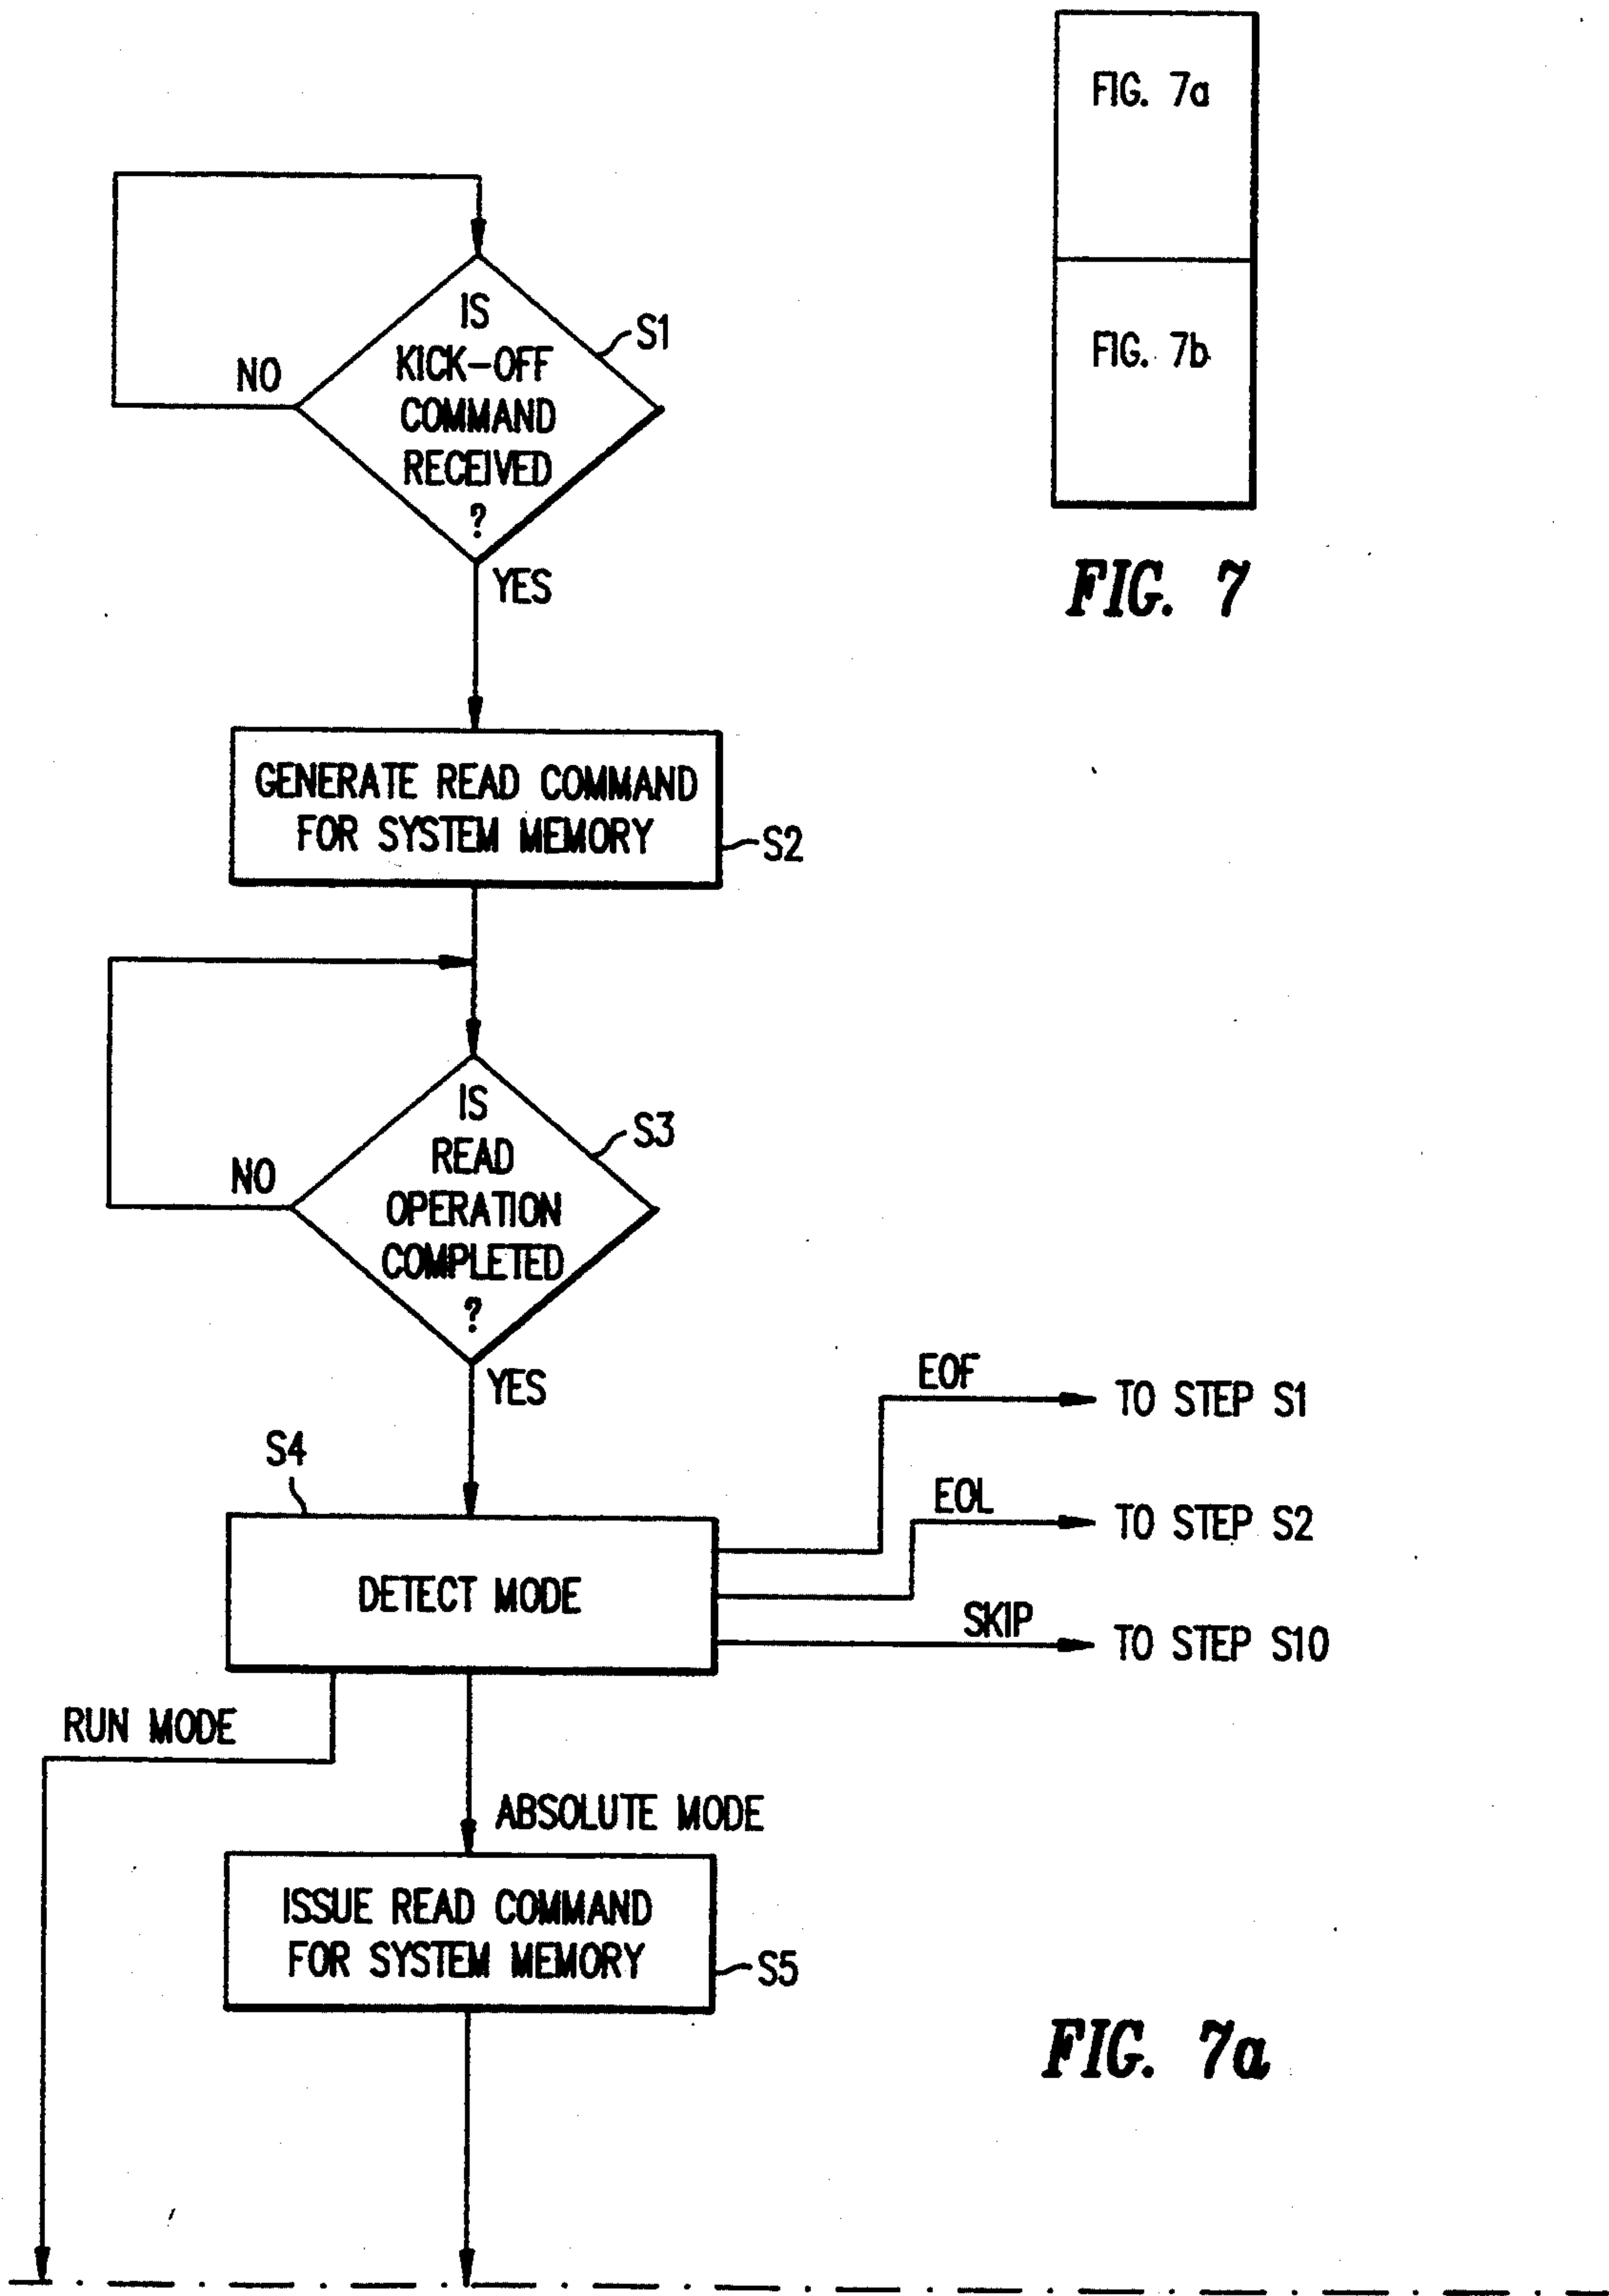 FIG. 7a
FIG. 7b
FIG. 7
IS
KICK-OFF
COMMAND
RECEIVED
?
S1
NO
YES
GENERATE READ COMMAND
FOR SYSTEM MEMORY
S2
IS
READ
OPERATION
COMPLETED
?
S3
NO
YES
S4
DETECT MODE
EOF
TO STEP S1
EOL
TO STEP S2
SKIP
TO STEP S10
RUN MODE
ABSOLUTE MODE
ISSUE READ COMMAND
FOR SYSTEM MEMORY
S5
FIG. 7a